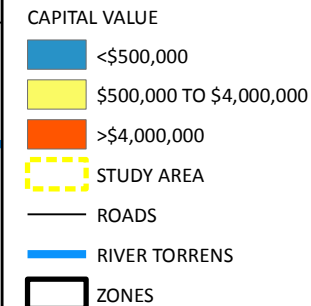 CAPITAL VALUE
<$500,000
$500,000 TO $4,000,000
>$4,000,000
STUDY AREA
ROADS
RIVER TORRENS
ZONES